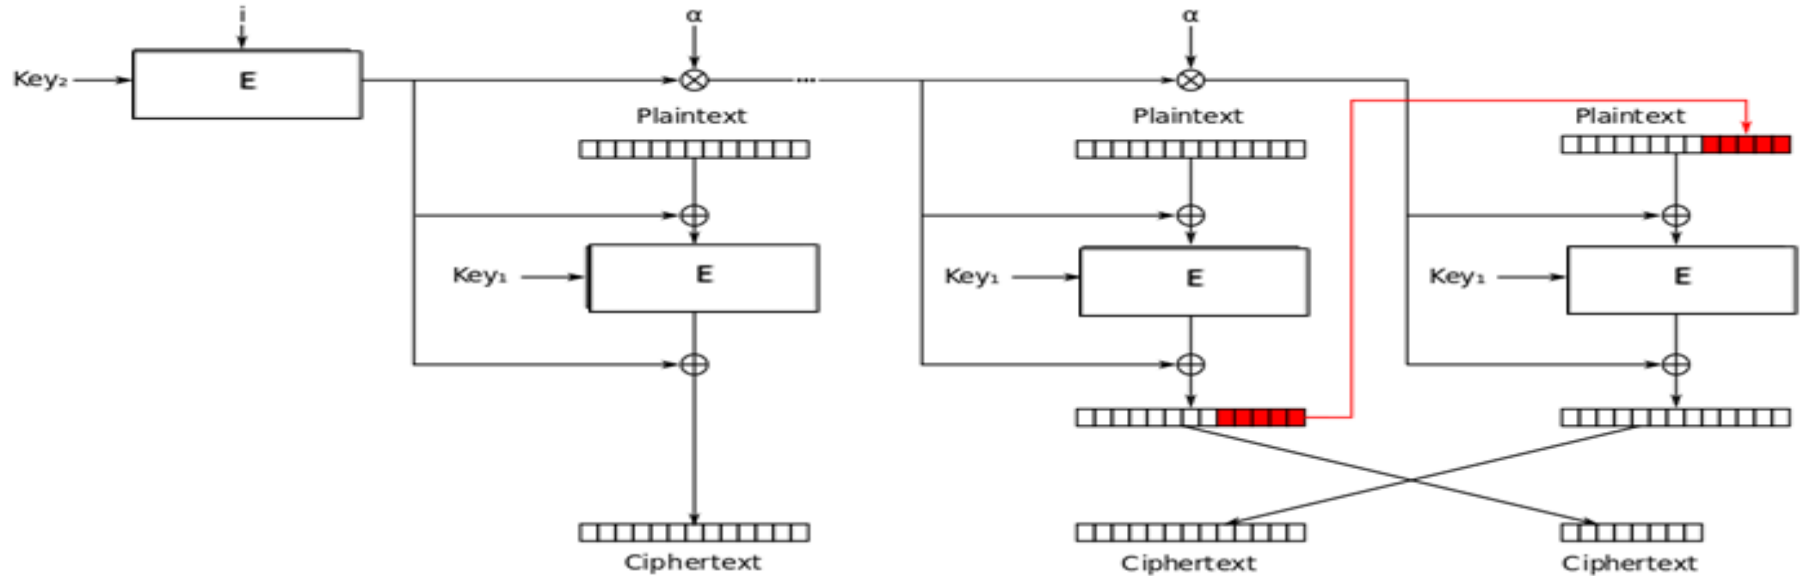 i
α
α
Key₂
E
...
Plaintext
Plaintext
Plaintext
Key₁
E
Key₁
E
Key₁
E
Ciphertext
Ciphertext
Ciphertext